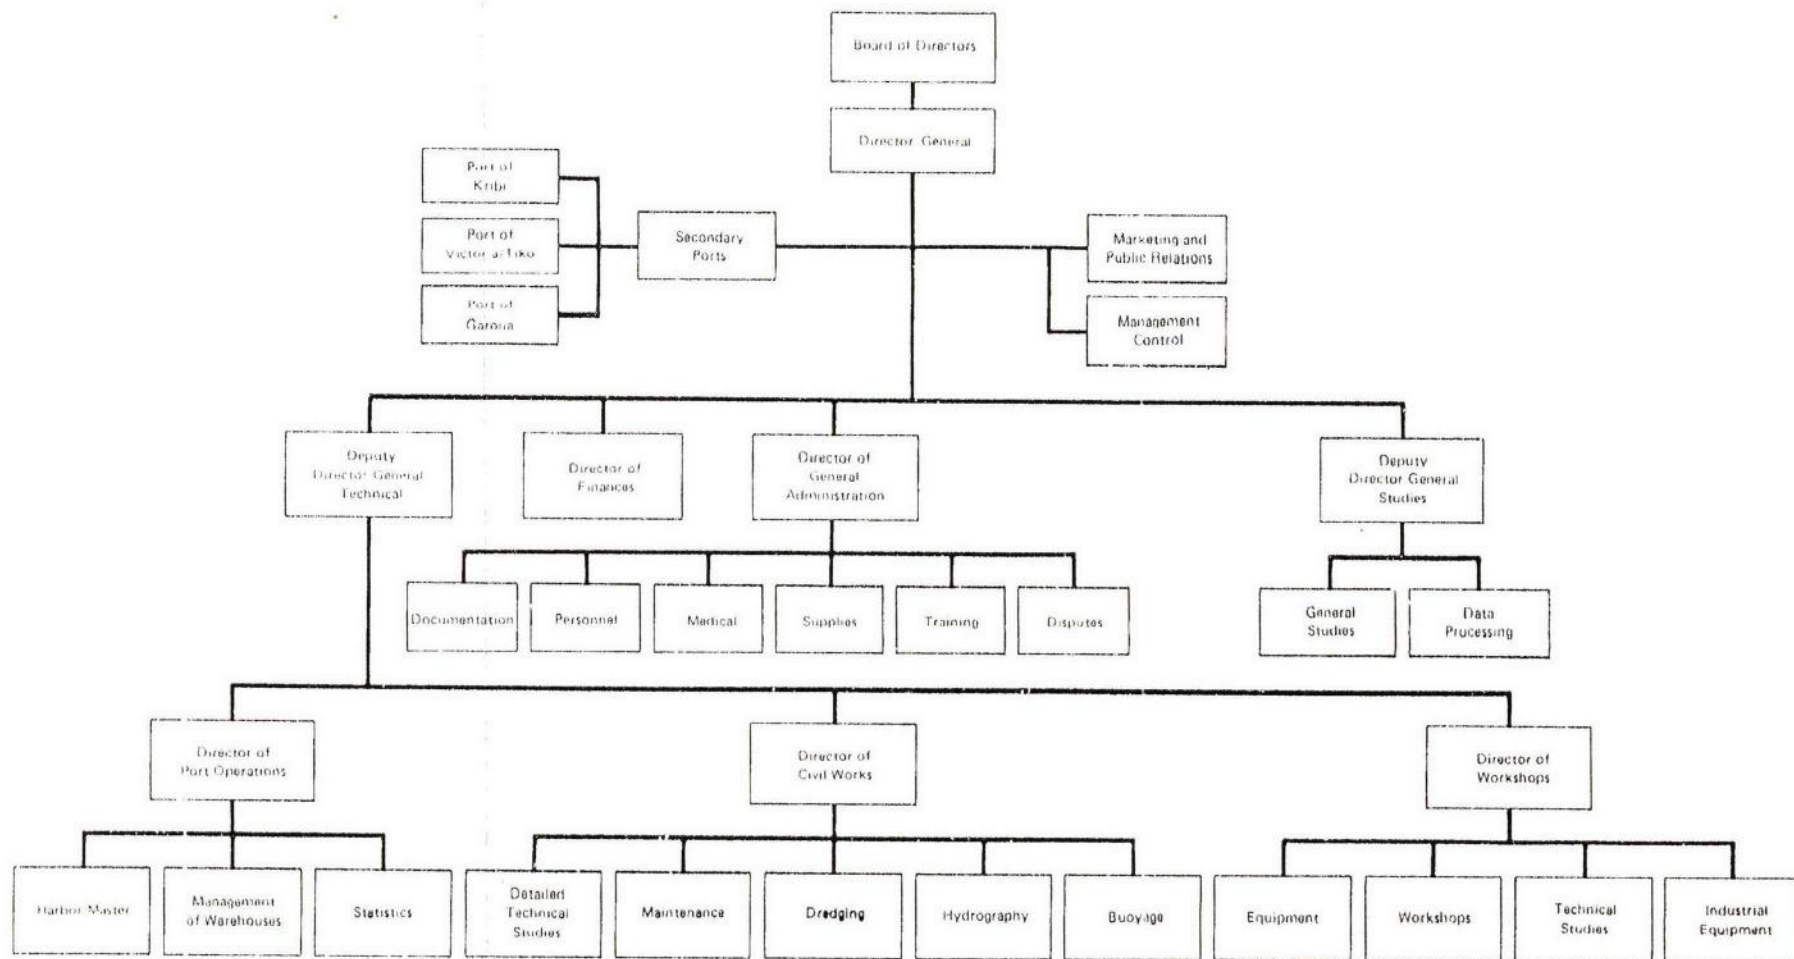 Board of Directors
Director General
Port of
Kribi
Port of
Victoria/Tiko
Port of
Garoua
Secondary
Ports
Marketing and
Public Relations
Management
Control
Deputy
Director General
Technical
Director of
Finances
Director of
General
Administration
Deputy
Director General
Studies
Documentation
Personnel
Medical
Supplies
Training
Disputes
General
Studies
Data
Processing
Director of
Port Operations
Director of
Civil Works
Director of
Workshops
Harbor Master
Management
of Warehouses
Statistics
Detailed
Technical
Studies
Maintenance
Dredging
Hydrography
Buoyage
Equipment
Workshops
Technical
Studies
Industrial
Equipment